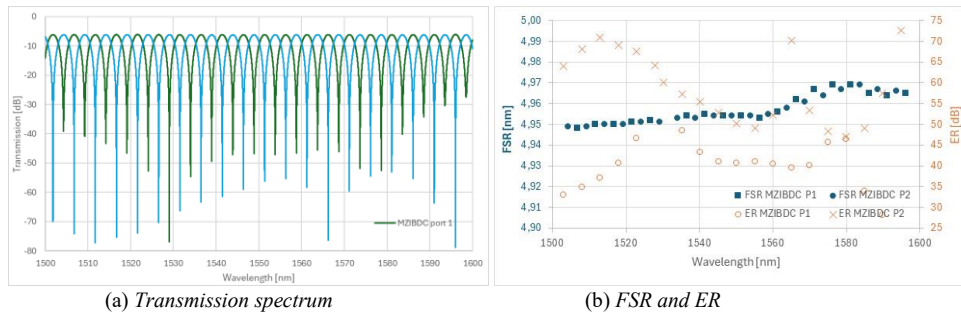 0
-10
-20
-30
-40
-50
-60
-70
-80
Transmission [dB]
MZIBDC port 1
1500 1510 1520 1530 1540 1550 1560 1570 1580 1590 1600
Wavelength [nm]
(a) Transmission spectrum
5,00
4,99
4,98
4,97
4,96
4,95
4,94
4,93
4,92
4,91
4,90
FSR [nm]
75
70
65
60
55
50
45
40
35
30
25
ER [dB]
FSR MZIBDC P1 FSR MZIBDC P2
ER MZIBDC P1 ER MZIBDC P2
1500 1520 1540 1560 1580 1600
Wavelength [nm]
(b) FSR and ER